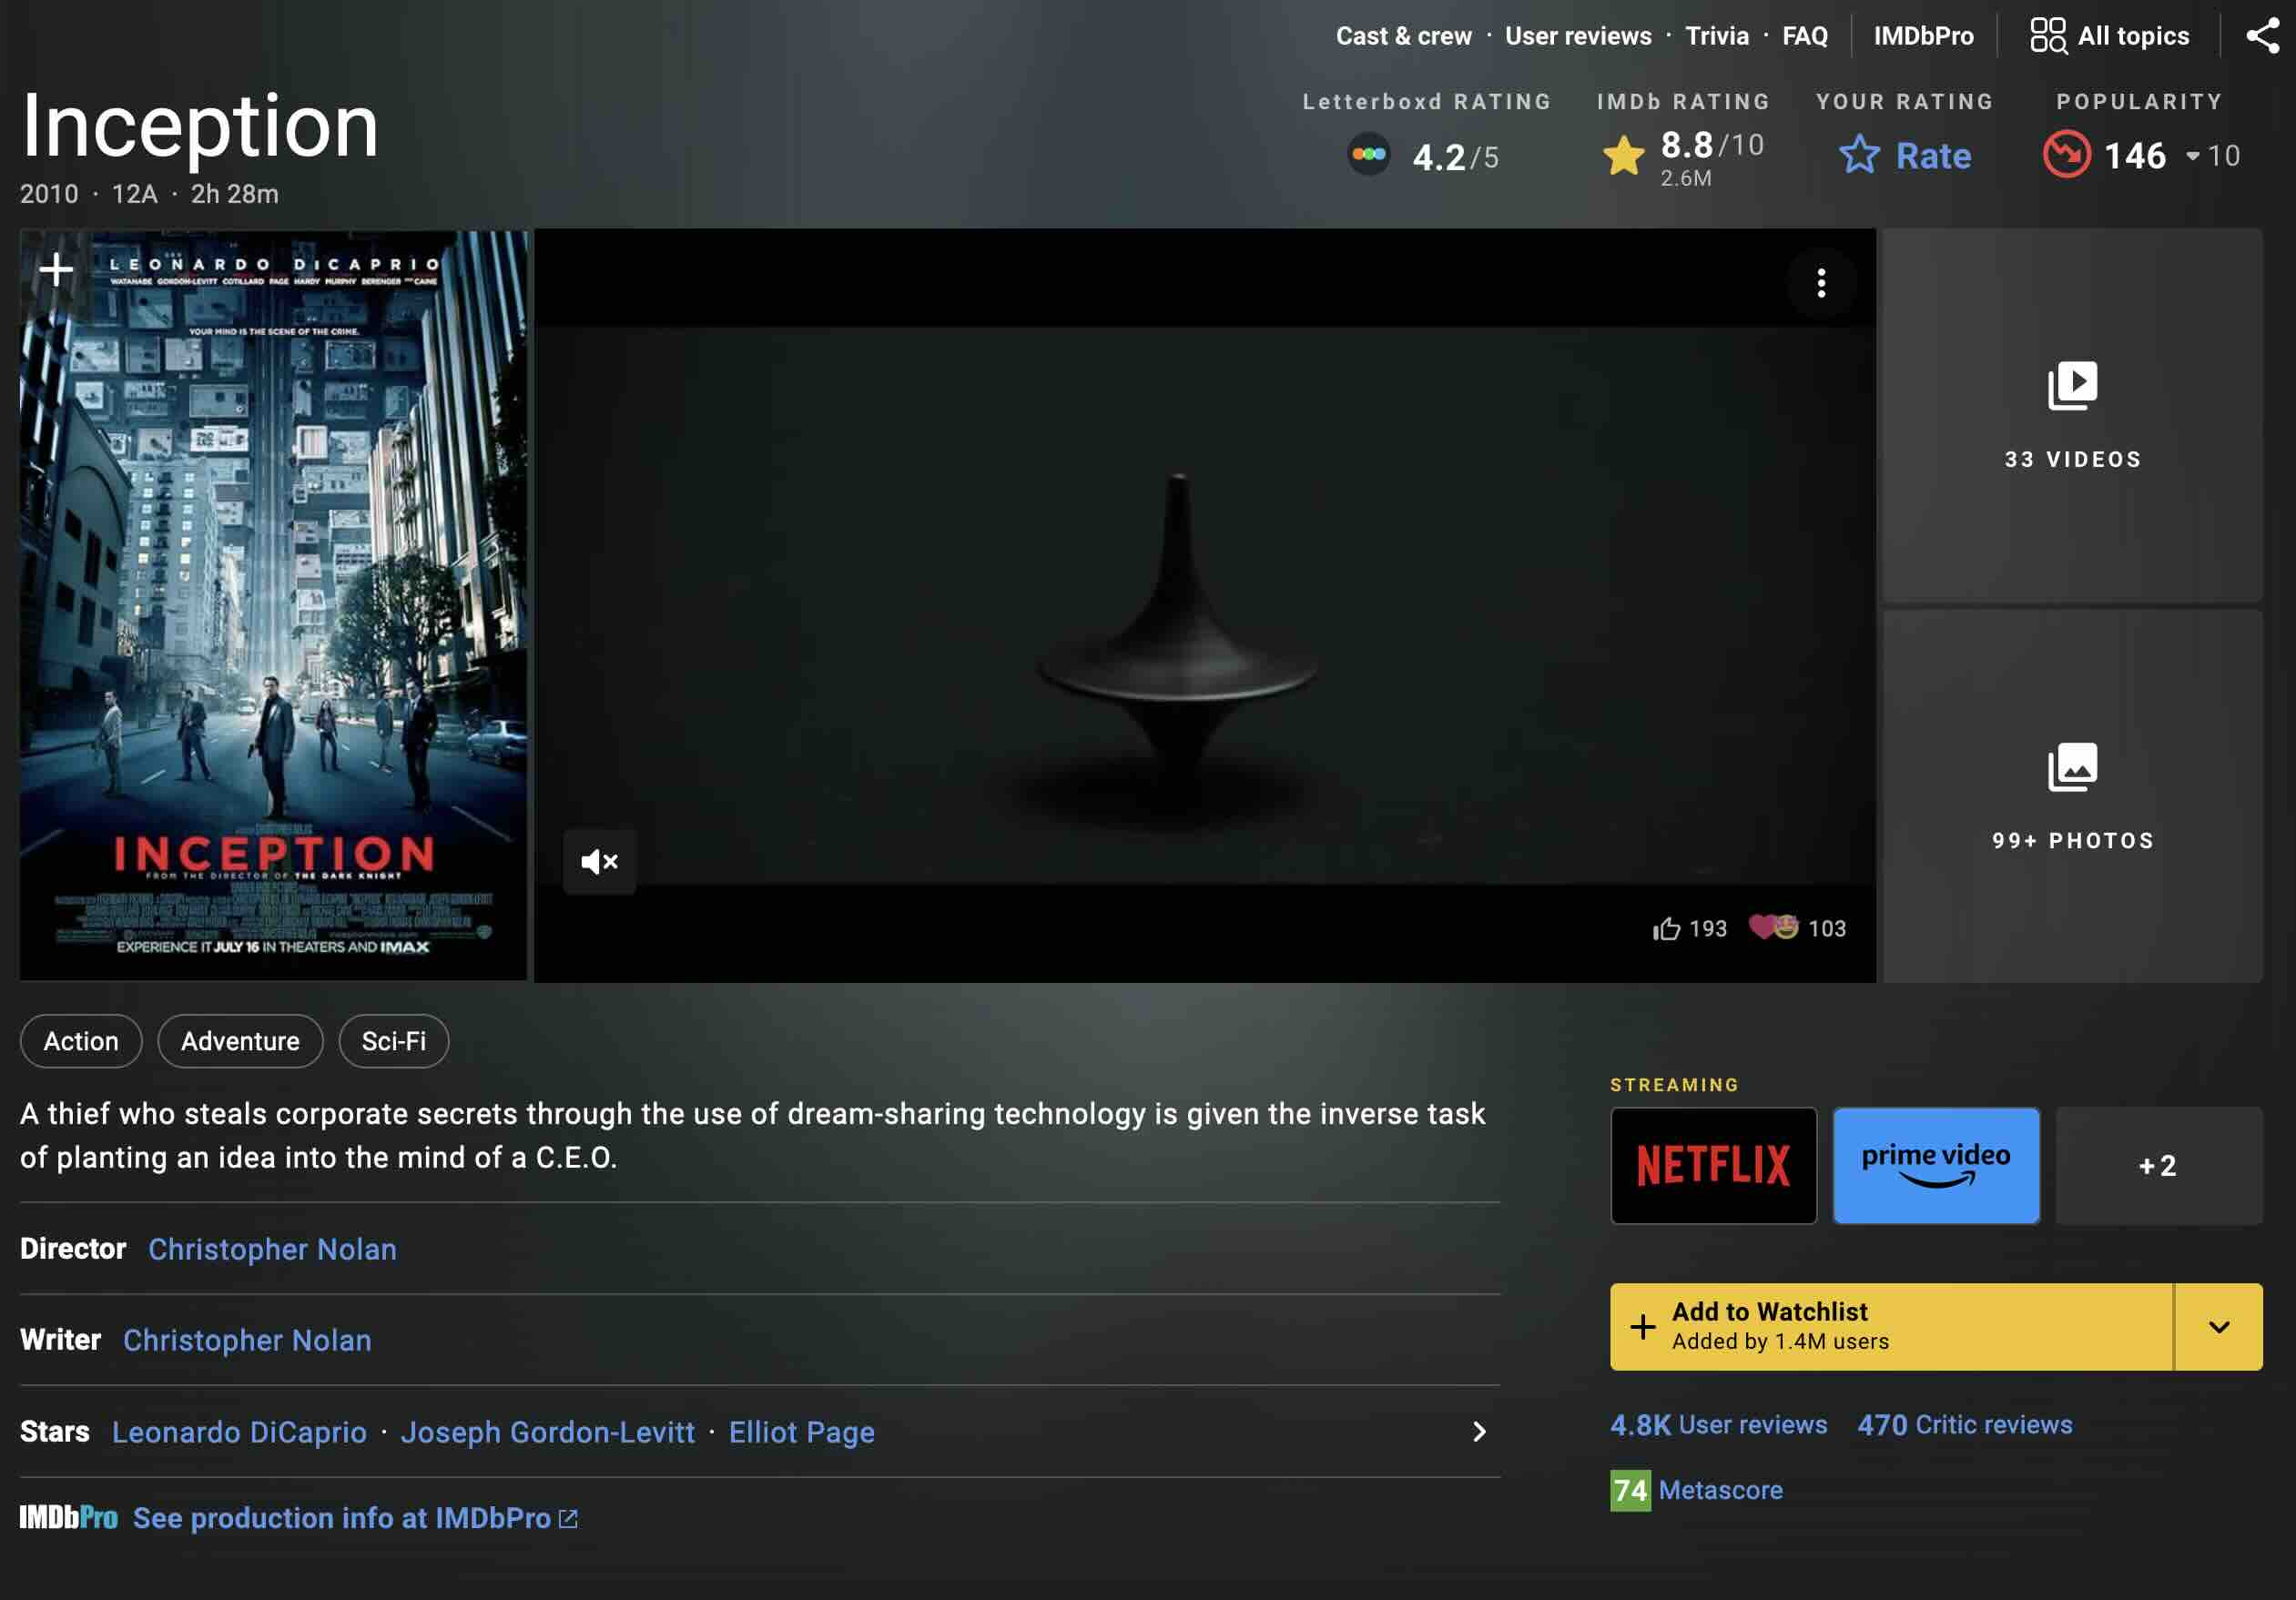 Cast & crew · User reviews · Trivia · FAQ IMDbPro All topics
Inception
2010 · 12A · 2h 28m
Letterboxd RATING
4.2/5
IMDb RATING
8.8/10
2.6M
YOUR RATING
Rate
POPULARITY
146 10
LEONARDO DiCAPRIO
WATANABE GORDON-LEVITT COTILLARD PAGE HARDY MURPHY BERENGER AND CAINE
YOUR MIND IS THE SCENE OF THE CRIME.
INCEPTION
FROM THE DIRECTOR OF THE DARK KNIGHT
EXPERIENCE IT JULY 16 IN THEATERS AND IMAX
193 103
33 VIDEOS
99+ PHOTOS
Action Adventure Sci-Fi
A thief who steals corporate secrets through the use of dream-sharing technology is given the inverse task
of planting an idea into the mind of a C.E.O.
Director Christopher Nolan
Writer Christopher Nolan
Stars Leonardo DiCaprio · Joseph Gordon-Levitt · Elliot Page
IMDbPro See production info at IMDbPro
STREAMING
NETFLIX
prime video
+2
Add to Watchlist
Added by 1.4M users
4.8K User reviews 470 Critic reviews
74 Metascore